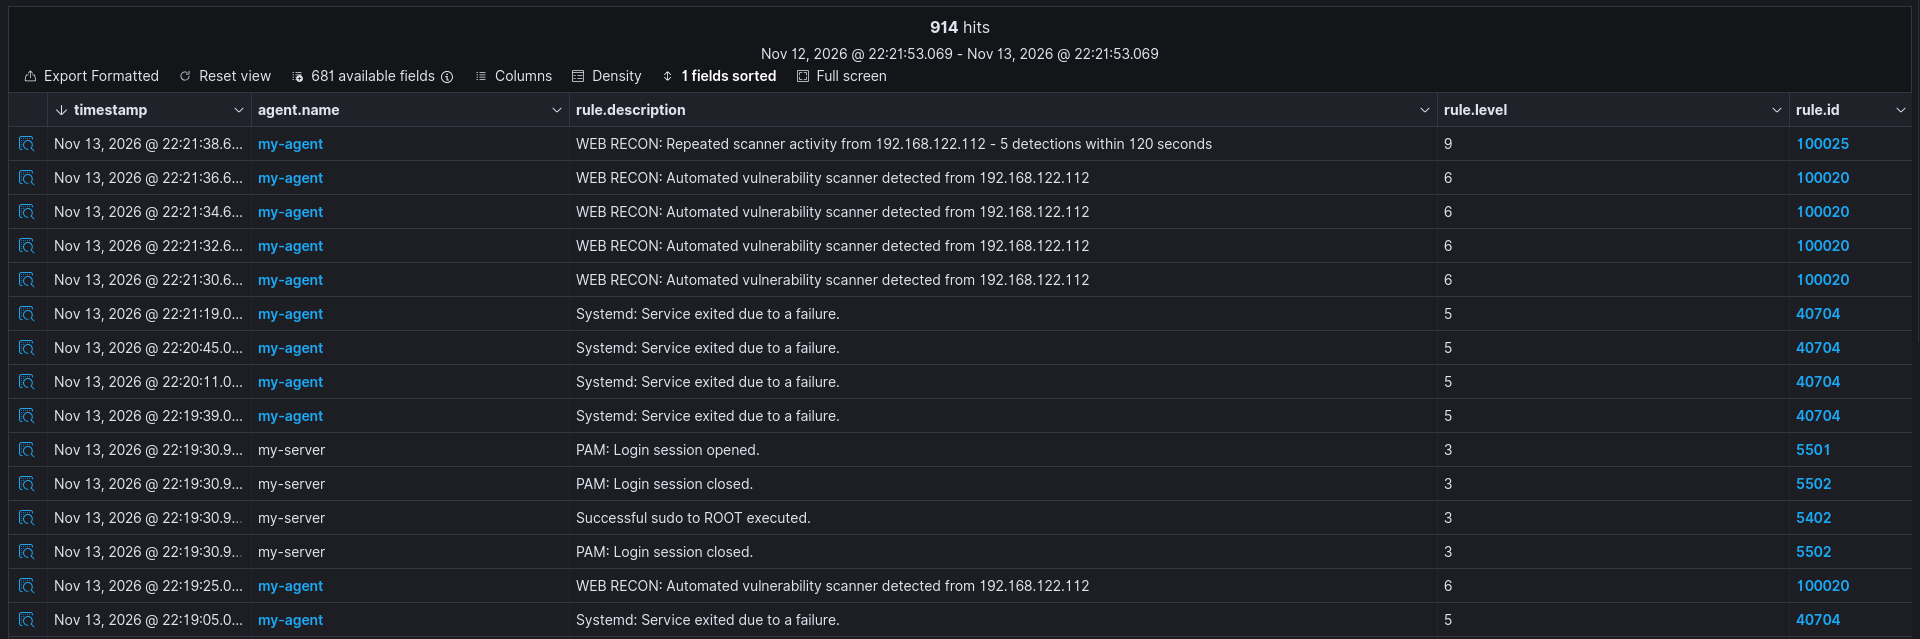 914 hits
Nov 12, 2026 @ 22:21:53.069 - Nov 13, 2026 @ 22:21:53.069
Export Formatted Reset view 681 available fields Columns Density 1 fields sorted Full screen
timestamp agent.name rule.description rule.level rule.id
Nov 13, 2026 @ 22:21:38.6... my-agent WEB RECON: Repeated scanner activity from 192.168.122.112 - 5 detections within 120 seconds 9 100025
Nov 13, 2026 @ 22:21:36.6... my-agent WEB RECON: Automated vulnerability scanner detected from 192.168.122.112 6 100020
Nov 13, 2026 @ 22:21:34.6... my-agent WEB RECON: Automated vulnerability scanner detected from 192.168.122.112 6 100020
Nov 13, 2026 @ 22:21:32.6... my-agent WEB RECON: Automated vulnerability scanner detected from 192.168.122.112 6 100020
Nov 13, 2026 @ 22:21:30.6... my-agent WEB RECON: Automated vulnerability scanner detected from 192.168.122.112 6 100020
Nov 13, 2026 @ 22:21:19.0... my-agent Systemd: Service exited due to a failure. 5 40704
Nov 13, 2026 @ 22:20:45.0... my-agent Systemd: Service exited due to a failure. 5 40704
Nov 13, 2026 @ 22:20:11.0... my-agent Systemd: Service exited due to a failure. 5 40704
Nov 13, 2026 @ 22:19:39.0... my-agent Systemd: Service exited due to a failure. 5 40704
Nov 13, 2026 @ 22:19:30.9... my-server PAM: Login session opened. 3 5501
Nov 13, 2026 @ 22:19:30.9... my-server PAM: Login session closed. 3 5502
Nov 13, 2026 @ 22:19:30.9... my-server Successful sudo to ROOT executed. 3 5402
Nov 13, 2026 @ 22:19:30.9... my-server PAM: Login session closed. 3 5502
Nov 13, 2026 @ 22:19:25.0... my-agent WEB RECON: Automated vulnerability scanner detected from 192.168.122.112 6 100020
Nov 13, 2026 @ 22:19:05.0... my-agent Systemd: Service exited due to a failure. 5 40704